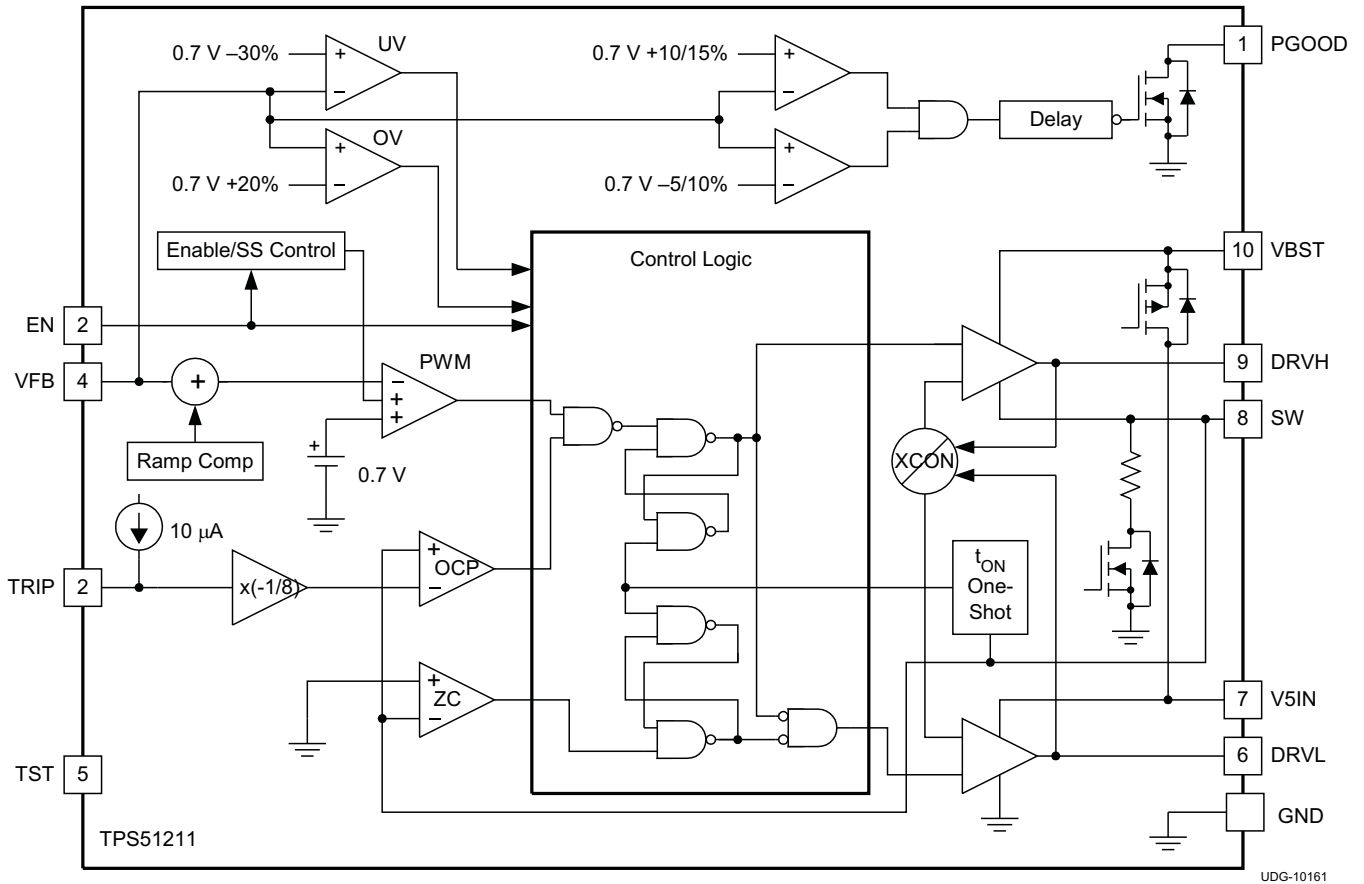 0.7 V –30%
+
–
UV
0.7 V +10/15%
+
–
1
PGOOD
Delay
OV
+
–
0.7 V +20%
+
–
0.7 V –5/10%
Enable/SS Control
Control Logic
10
VBST
EN
2
VFB
4
+
PWM
–
+
+
9
DRVH
8
SW
Ramp Comp
+
0.7 V
XCON
10 μA
TRIP
2
x(-1/8)
+
OCP
–
tON
One-
Shot
+
ZC
–
7
V5IN
TST
5
6
DRVL
GND
TPS51211
UDG-10161